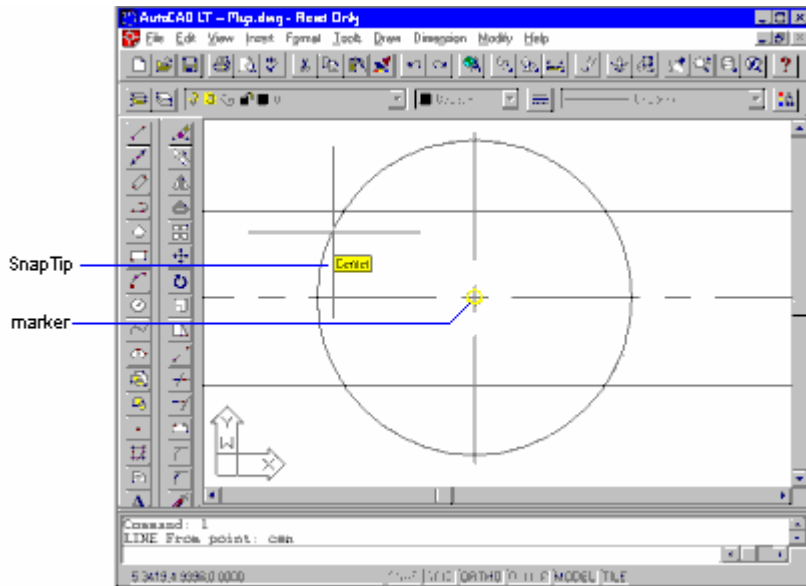 AutoCAD LT - Map.dwg - Read Only
File Edit View Insert Format Tools Draw Dimension Modify Help
0
SnapTip
Center
marker
Y
W
X
A
Command: l
LINE From point: cen
ORTHO MODEL TILE